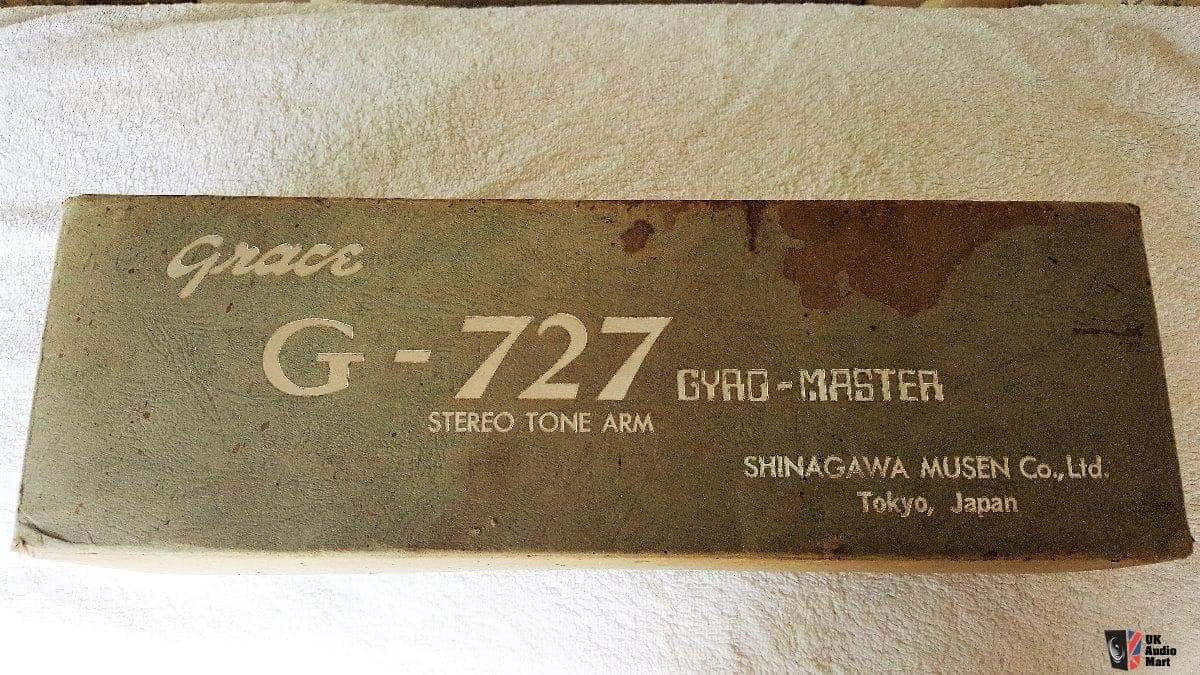 Grace
G-727 GYRO-MASTER
STEREO TONE ARM
SHINAGAWA MUSEN Co., Ltd.
Tokyo, Japan
UK
Audio
Mart